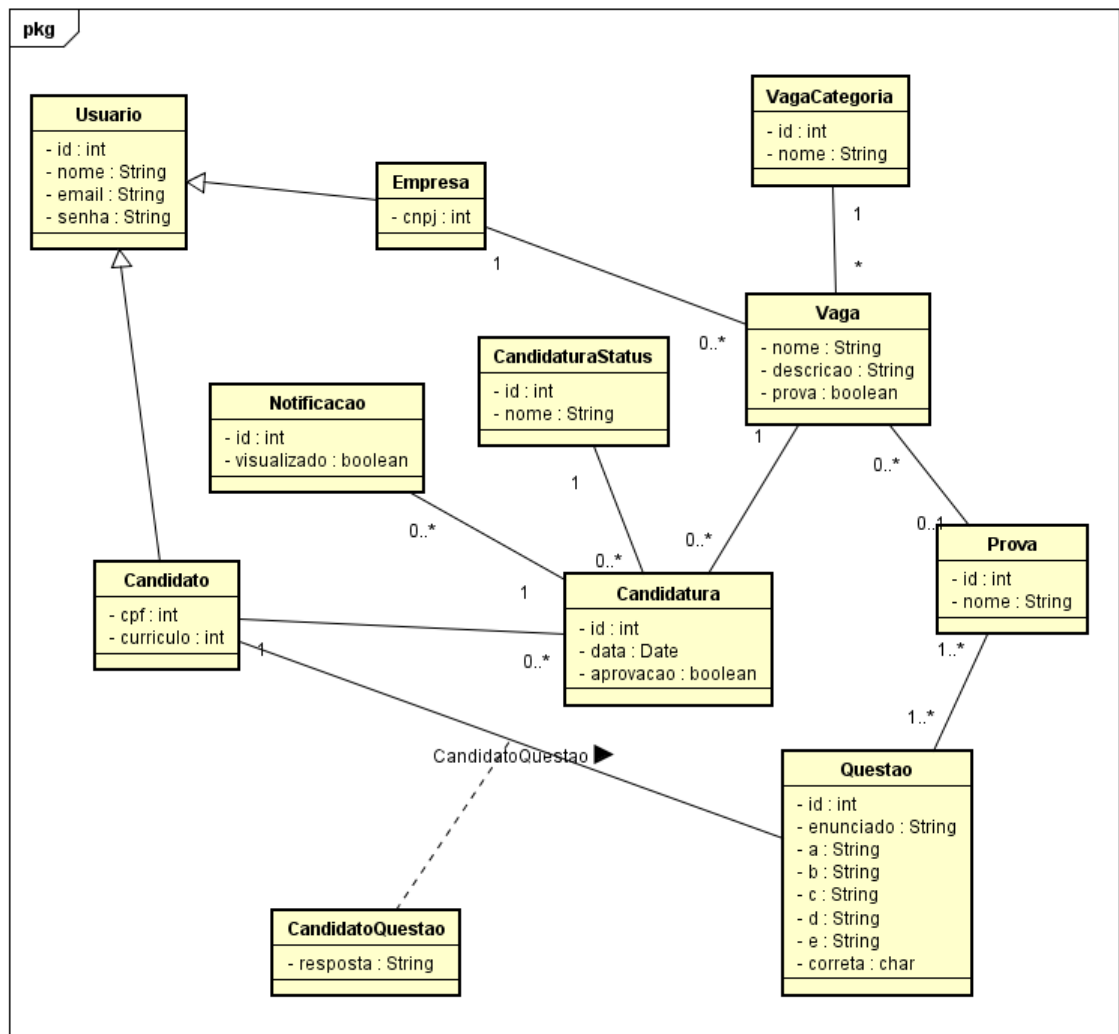 pkg
Usuario
- id : int
- nome : String
- email : String
- senha : String
Empresa
- cnpj : int
VagaCategoria
- id : int
- nome : String
1
*
1
0..*
Vaga
- nome : String
- descricao : String
- prova : boolean
CandidaturaStatus
- id : int
- nome : String
Notificacao
- id : int
- visualizado : boolean
1
0..*
1
0..*
0..*
0..1
0..*
1
Prova
- id : int
- nome : String
Candidato
- cpf : int
- curriculo : int
Candidatura
- id : int
- data : Date
- aprovacao : boolean
1
0..*
1..*
1..*
CandidatoQuestao
Questao
- id : int
- enunciado : String
- a : String
- b : String
- c : String
- d : String
- e : String
- correta : char
CandidatoQuestao
- resposta : String